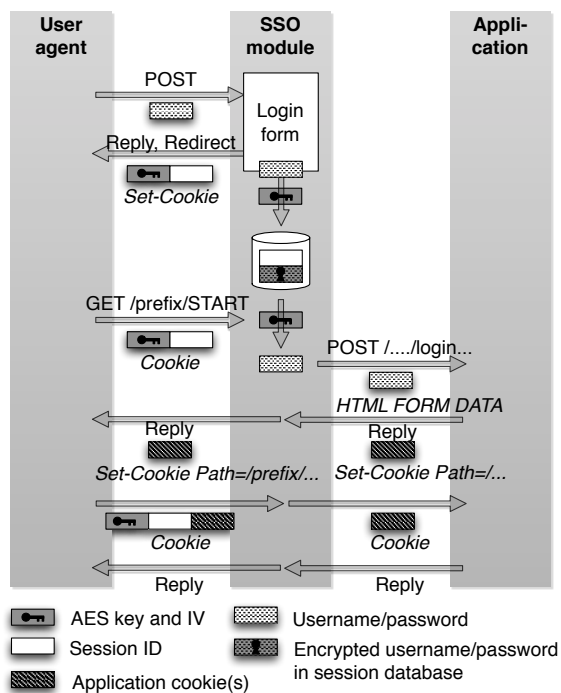 User agent
SSO module
Appli-cation
POST
Login form
Reply, Redirect
Set-Cookie
GET /prefix/START
Cookie
POST /..../login...
HTML FORM DATA
Reply
Reply
Set-Cookie Path=/prefix/...
Set-Cookie Path=/...
Cookie
Cookie
Reply
Reply
AES key and IV
Username/password
Session ID
Encrypted username/password
in session database
Application cookie(s)